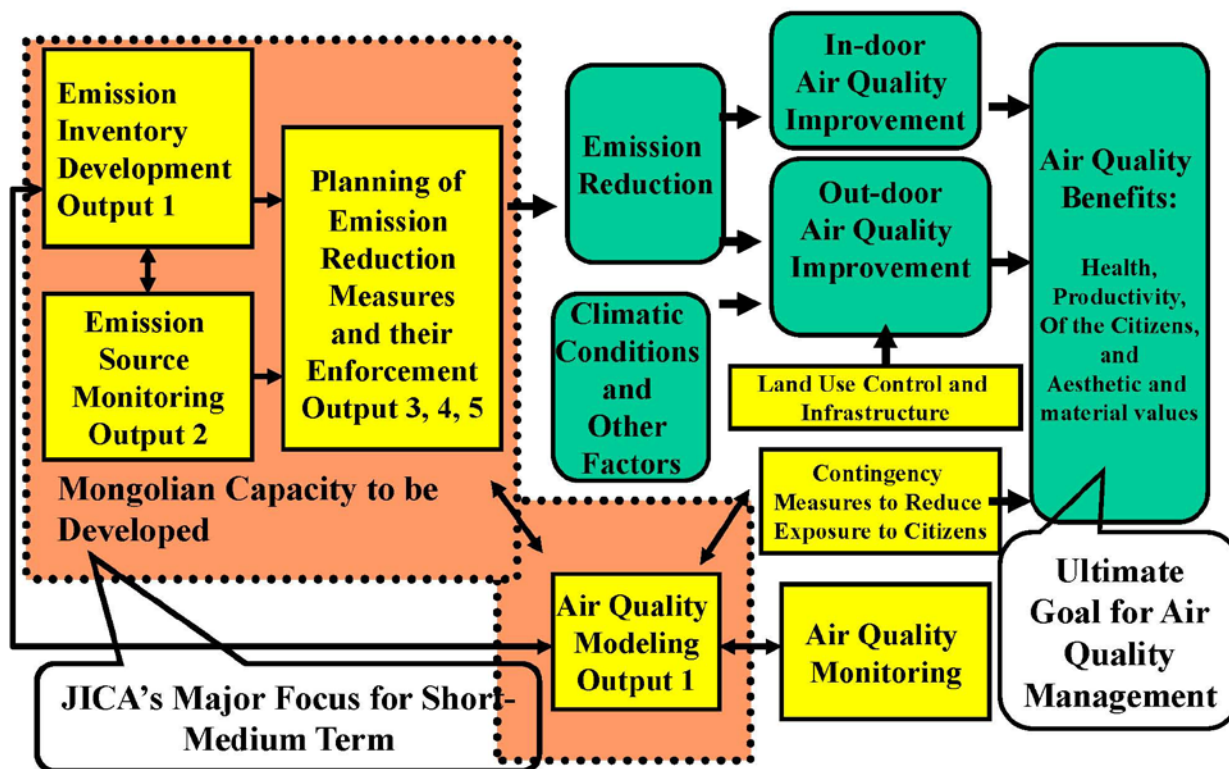 Emission
Inventory
Development
Output 1
Emission
Source
Monitoring
Output 2
Planning of
Emission
Reduction
Measures
and their
Enforcement
Output 3, 4, 5
Mongolian Capacity to be
Developed
JICA's Major Focus for Short-
Medium Term
Emission
Reduction
Climatic
Conditions
and
Other
Factors
In-door
Air Quality
Improvement
Out-door
Air Quality
Improvement
Land Use Control and
Infrastructure
Contingency
Measures to Reduce
Exposure to Citizens
Air Quality
Modeling
Output 1
Air Quality
Monitoring
Air Quality
Benefits:
Health,
Productivity,
Of the Citizens,
and
Aesthetic and
material values
Ultimate
Goal for Air
Quality
Management